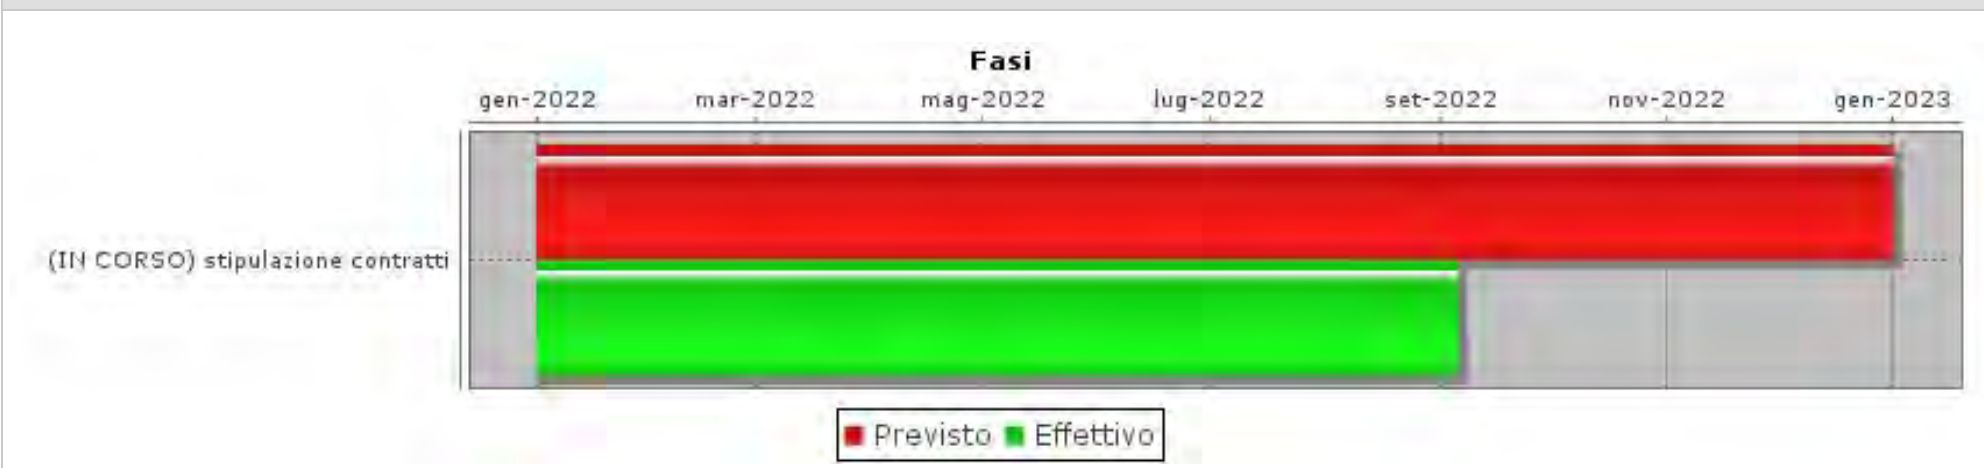 Fasi
gen-2022 mar-2022 mag-2022 lug-2022 set-2022 nov-2022 gen-2023
(IN CORSO) stipulazione contratti
Previsto Effettivo